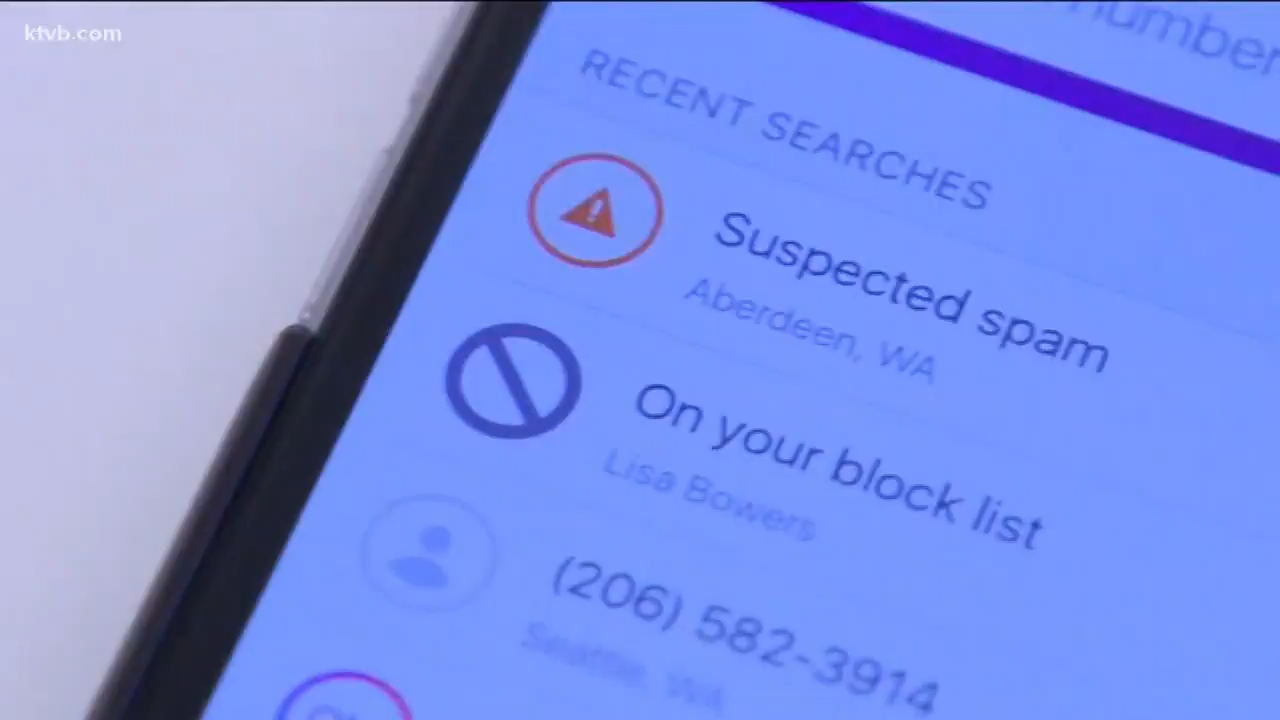 ktvb.com
number
RECENT SEARCHES
Suspected spam
Aberdeen, WA
On your block list
Lisa Bowers
(206) 582-3914
Seattle, WA